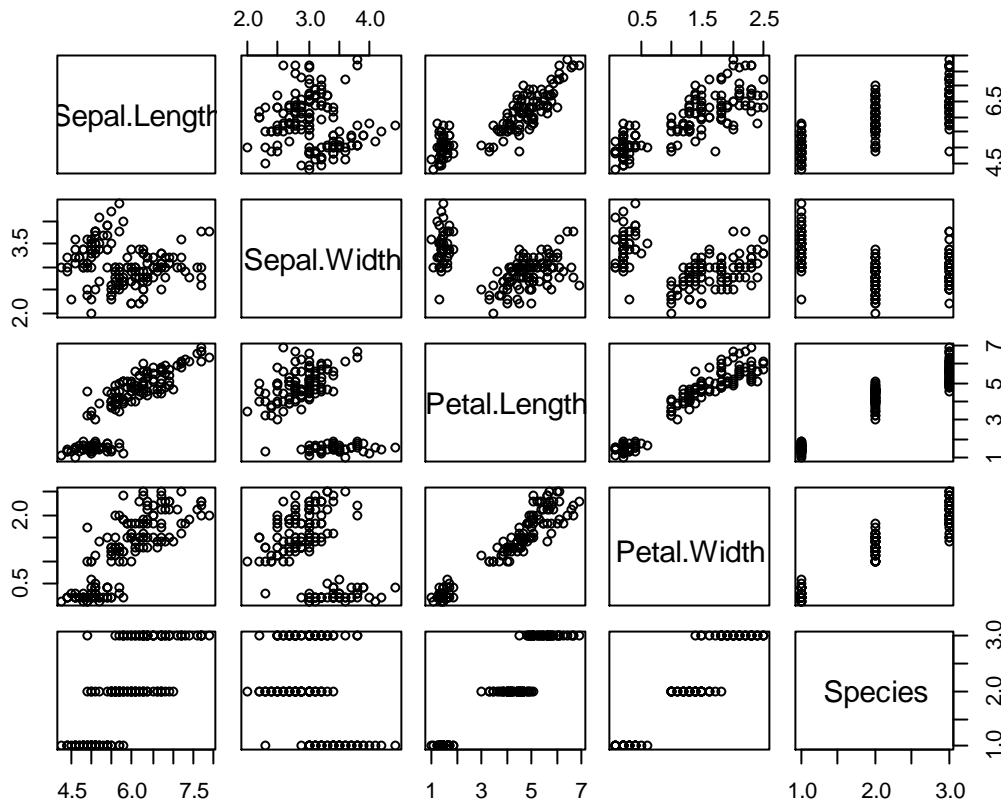 2.0 3.0 4.0
0.5 1.5 2.5
Sepal.Length
4.5 6.5
2.0 3.5
Sepal.Width
Petal.Length
1 3 5 7
0.5 2.0
Petal.Width
Species
1.0 2.0 3.0
4.5 6.0 7.5
1 3 5 7
1.0 2.0 3.0